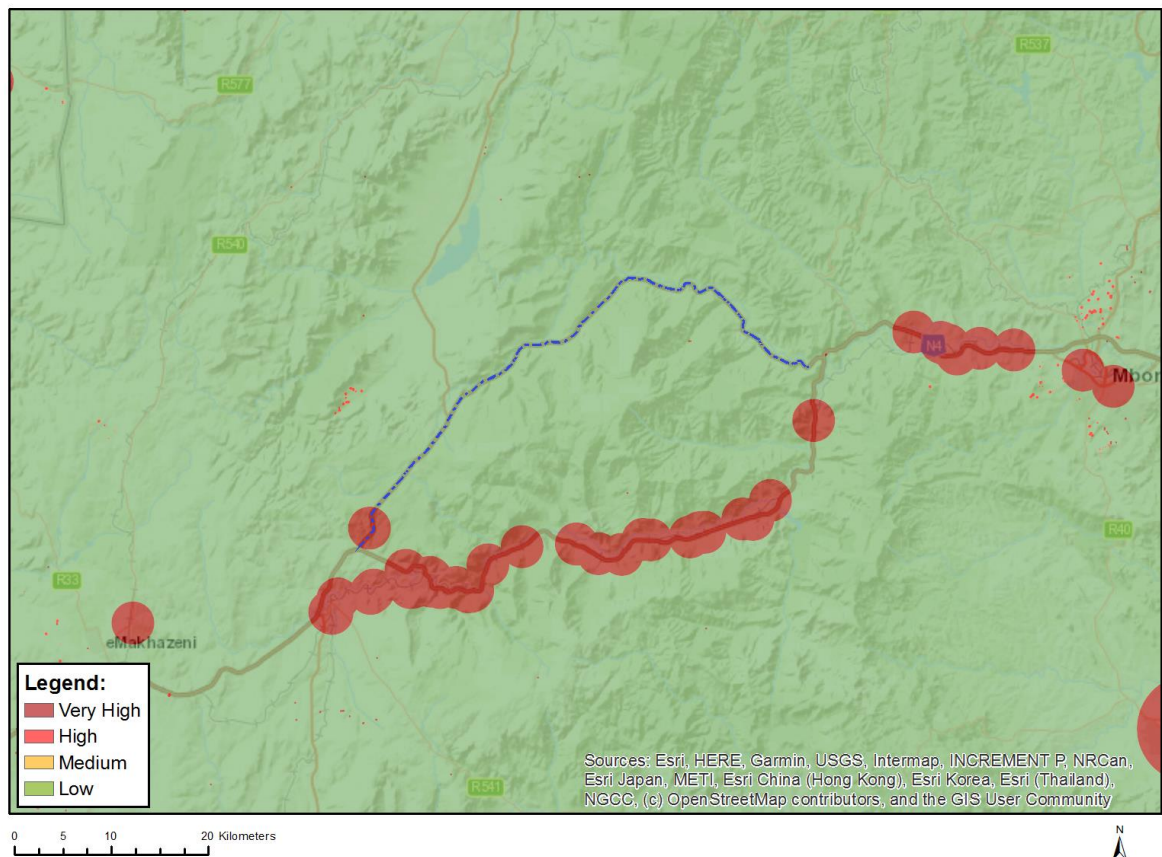 R537
R577
R540
N4
Mbom
R40
R33
eMakhazeni
Legend:
Very High
High
Medium
Low
R541
Sources: Esri, HERE, Garmin, USGS, Intermap, INCREMENT P, NRCan,
Esri Japan, METI, Esri China (Hong Kong), Esri Korea, Esri (Thailand),
NGCC, (c) OpenStreetMap contributors, and the GIS User Community
0 5 10 20 Kilometers
N